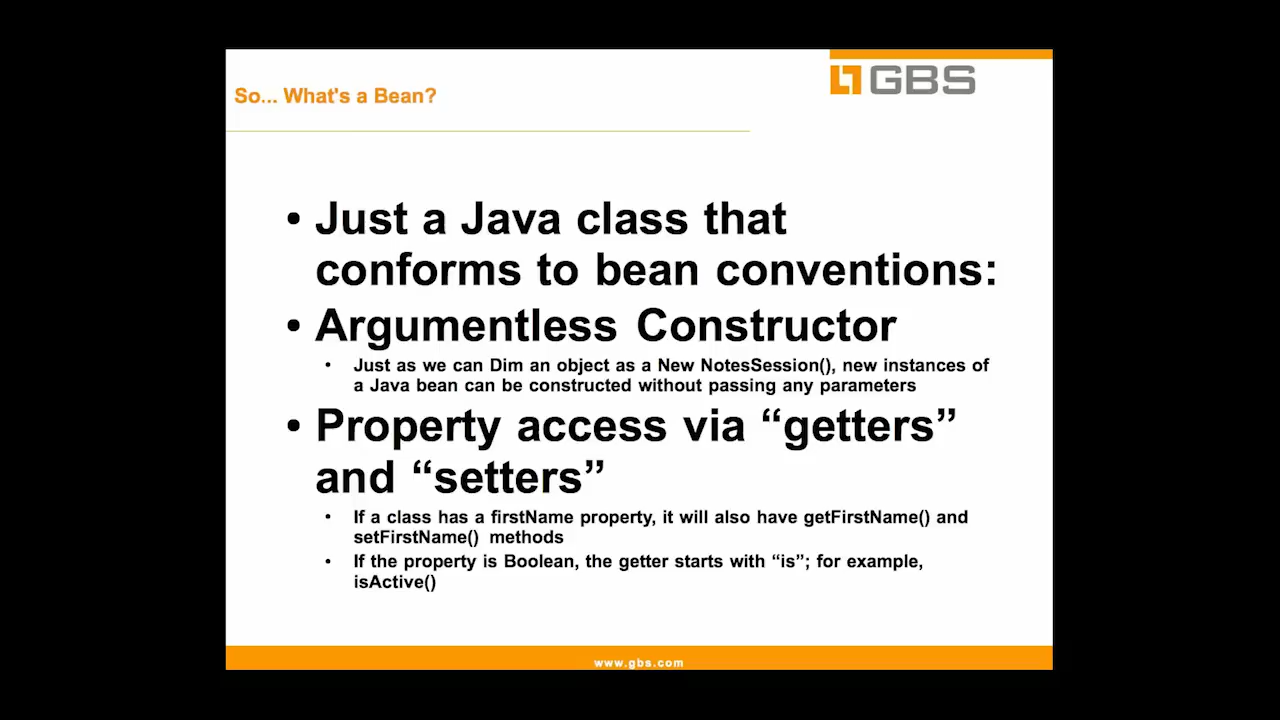 GBS
So... What's a Bean?
• Just a Java class that
conforms to bean conventions:
• Argumentless Constructor
• Just as we can Dim an object as a New NotesSession(), new instances of
a Java bean can be constructed without passing any parameters
• Property access via “getters”
and “setters”
• If a class has a firstName property, it will also have getFirstName() and
setFirstName() methods
• If the property is Boolean, the getter starts with “is”; for example,
isActive()
www.gbs.com